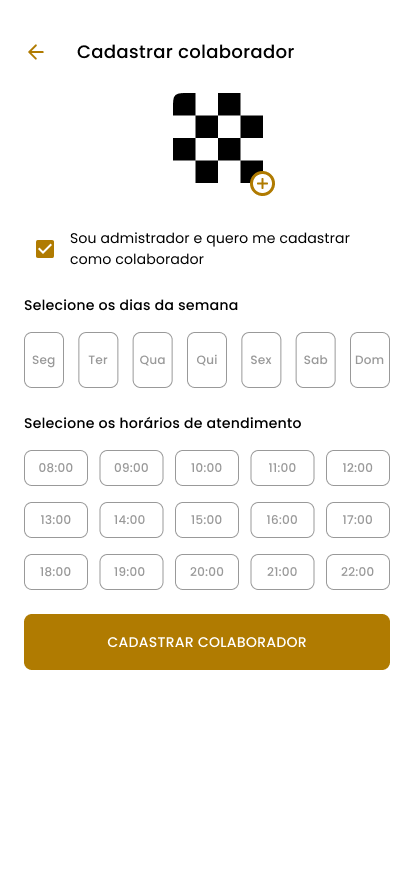 Cadastrar colaborador
Sou admistrador e quero me cadastrar
como colaborador
Selecione os dias da semana
Seg Ter Qua Qui Sex Sab Dom
Selecione os horários de atendimento
08:00 09:00 10:00 11:00 12:00
13:00 14:00 15:00 16:00 17:00
18:00 19:00 20:00 21:00 22:00
CADASTRAR COLABORADOR